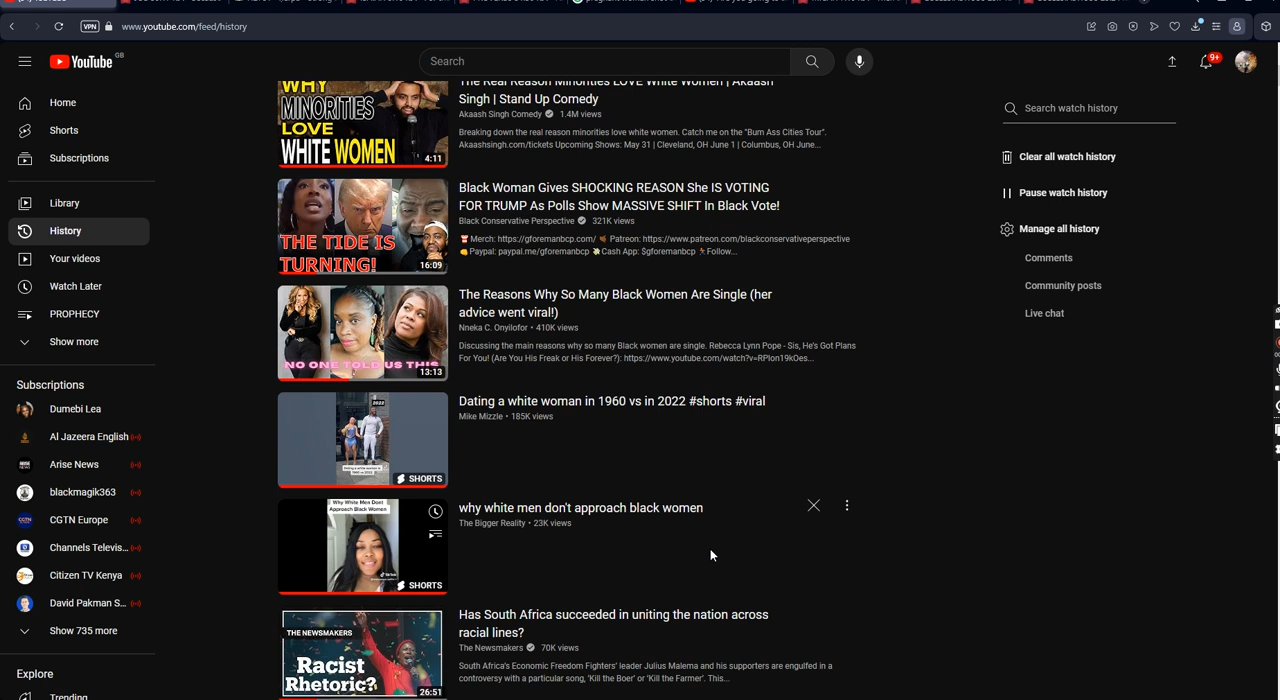 VPN
www.youtube.com/feed/history
YouTube GB
Search
9+
Home
Shorts
Subscriptions
Library
History
Your videos
Watch Later
PROPHECY
Show more
Subscriptions
Dumebi Lea
Al Jazeera English
Arise News
blackmagik363
CGTN Europe
Channels Televis...
Citizen TV Kenya
David Pakman S...
Show 735 more
Explore
Trending
WHY
MINORITIES
LOVE
WHITE WOMEN
4:11
The Real Reason Minorities LOVE White Women | Akaash
Singh | Stand Up Comedy
Akaash Singh Comedy 1.4M views
Breaking down the real reason minorities love white women. Catch me on the "Bum Ass Cities Tour".
Akaashsingh.com/tickets Upcoming Shows: May 31 | Cleveland, OH June 1 | Columbus, OH June...
THE TIDE IS
TURNING!
16:09
Black Woman Gives SHOCKING REASON She IS VOTING
FOR TRUMP As Polls Show MASSIVE SHIFT In Black Vote!
Black Conservative Perspective 321K views
Merch: https://gforemanbcp.com/ Patreon: https://www.patreon.com/blackconservativeperspective
Paypal: paypal.me/gforemanbcp Cash App: $gforemanbcp Follow...
NO ONE TOLD US THIS
13:13
The Reasons Why So Many Black Women Are Single (her
advice went viral!)
Nneka C. Onyilofor • 410K views
Discussing the main reasons why so many Black women are single. Rebecca Lynn Pope - Sis, He's Got Plans
For You! (Are You His Freak or His Forever?): https://www.youtube.com/watch?v=RPlon19kOes...
2022
Dating a white woman in
1960 vs in 2022
SHORTS
Dating a white woman in 1960 vs in 2022 #shorts #viral
Mike Mizzle • 185K views
Why White Men Dont
Approach Black Women
TikTok
SHORTS
why white men don't approach black women
The Bigger Reality • 23K views
THE NEWSMAKERS
Racist
Rhetoric?
26:51
Has South Africa succeeded in uniting the nation across
racial lines?
The Newsmakers 70K views
South Africa's Economic Freedom Fighters' leader Julius Malema and his supporters are engulfed in a
controversy with a particular song, 'Kill the Boer' or 'Kill the Farmer'. This...
Search watch history
Clear all watch history
Pause watch history
Manage all history
Comments
Community posts
Live chat